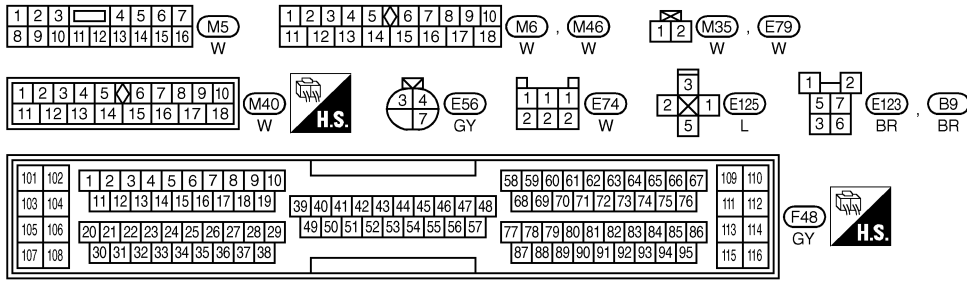 1 2 3 4 5 6 7
8 9 10 11 12 13 14 15 16
M5
W
1 2 3 4 5 6 7 8 9 10
11 12 13 14 15 16 17 18
M6 , M46
W W
1 2
M35 , E79
W W
1 2 3 4 5 6 7 8 9 10
11 12 13 14 15 16 17 18
M40
W
H.S.
3 4
7
E56
GY
1 1 1
2 2 2
E74
W
3
2 1
5
E125
L
1 2
5 7
3 6
E123 , B9
BR BR
101 102
103 104
105 106
107 108
1 2 3 4 5 6 7 8 9 10
11 12 13 14 15 16 17 18 19
20 21 22 23 24 25 26 27 28 29
30 31 32 33 34 35 36 37 38
39 40 41 42 43 44 45 46 47 48
49 50 51 52 53 54 55 56 57
58 59 60 61 62 63 64 65 66 67
68 69 70 71 72 73 74 75 76
77 78 79 80 81 82 83 84 85 86
87 88 89 90 91 92 93 94 95
109 110
111 112
113 114
115 116
F48
GY
H.S.